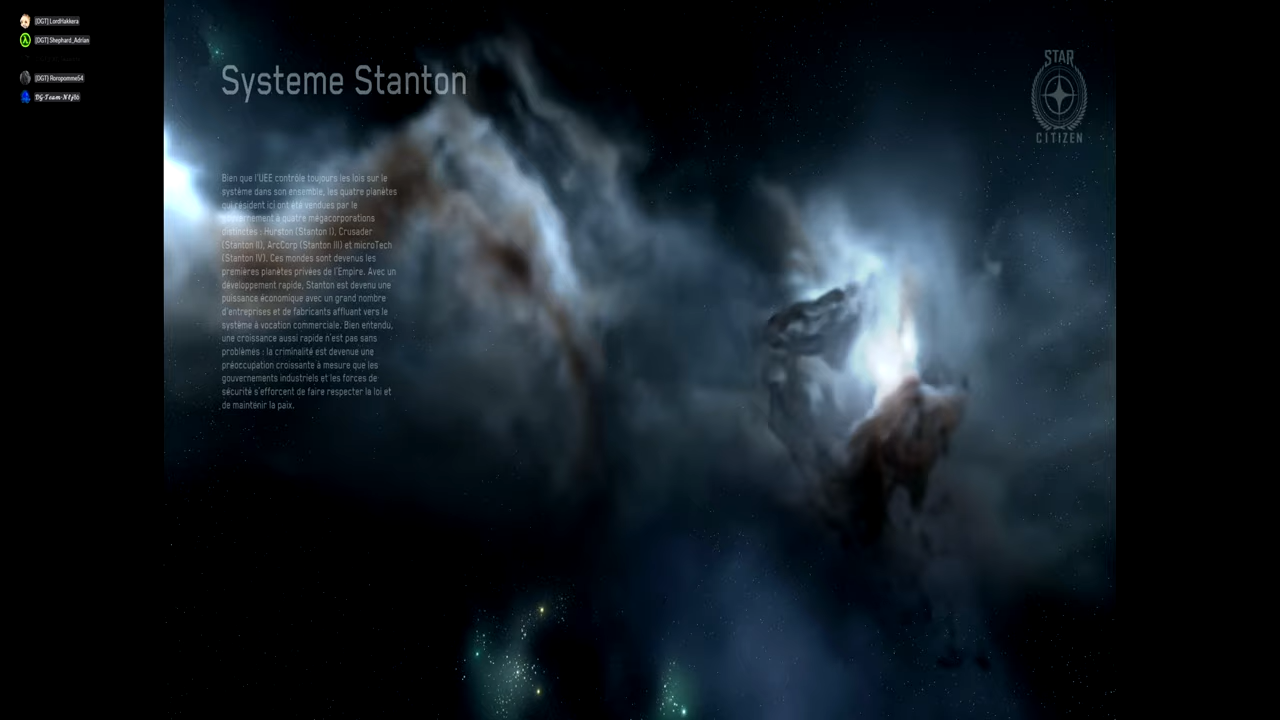 [DGT] LordHakkera
[DGT] Shephard_Adrian
[DGT] Roropomme54
Systeme Stanton
STAR
CITIZEN
Bien que l'UEE contrôle toujours les lois sur le
système dans son ensemble, les quatre planètes
qui résident ici ont été vendues par le
gouvernement à quatre mégacorporations
distinctes : Hurston (Stanton I), Crusader
(Stanton II), ArcCorp (Stanton III) et microTech
(Stanton IV). Ces mondes sont devenus les
premières planètes privées de l'Empire. Avec un
développement rapide, Stanton est devenu une
puissance économique avec un grand nombre
d'entreprises et de fabricants affluant vers le
système à vocation commerciale. Bien entendu,
une croissance aussi rapide n'est pas sans
problèmes : la criminalité est devenue une
préoccupation croissante à mesure que les
gouvernements industriels et les forces de
sécurité s'efforcent de faire respecter la loi et
de maintenir la paix.